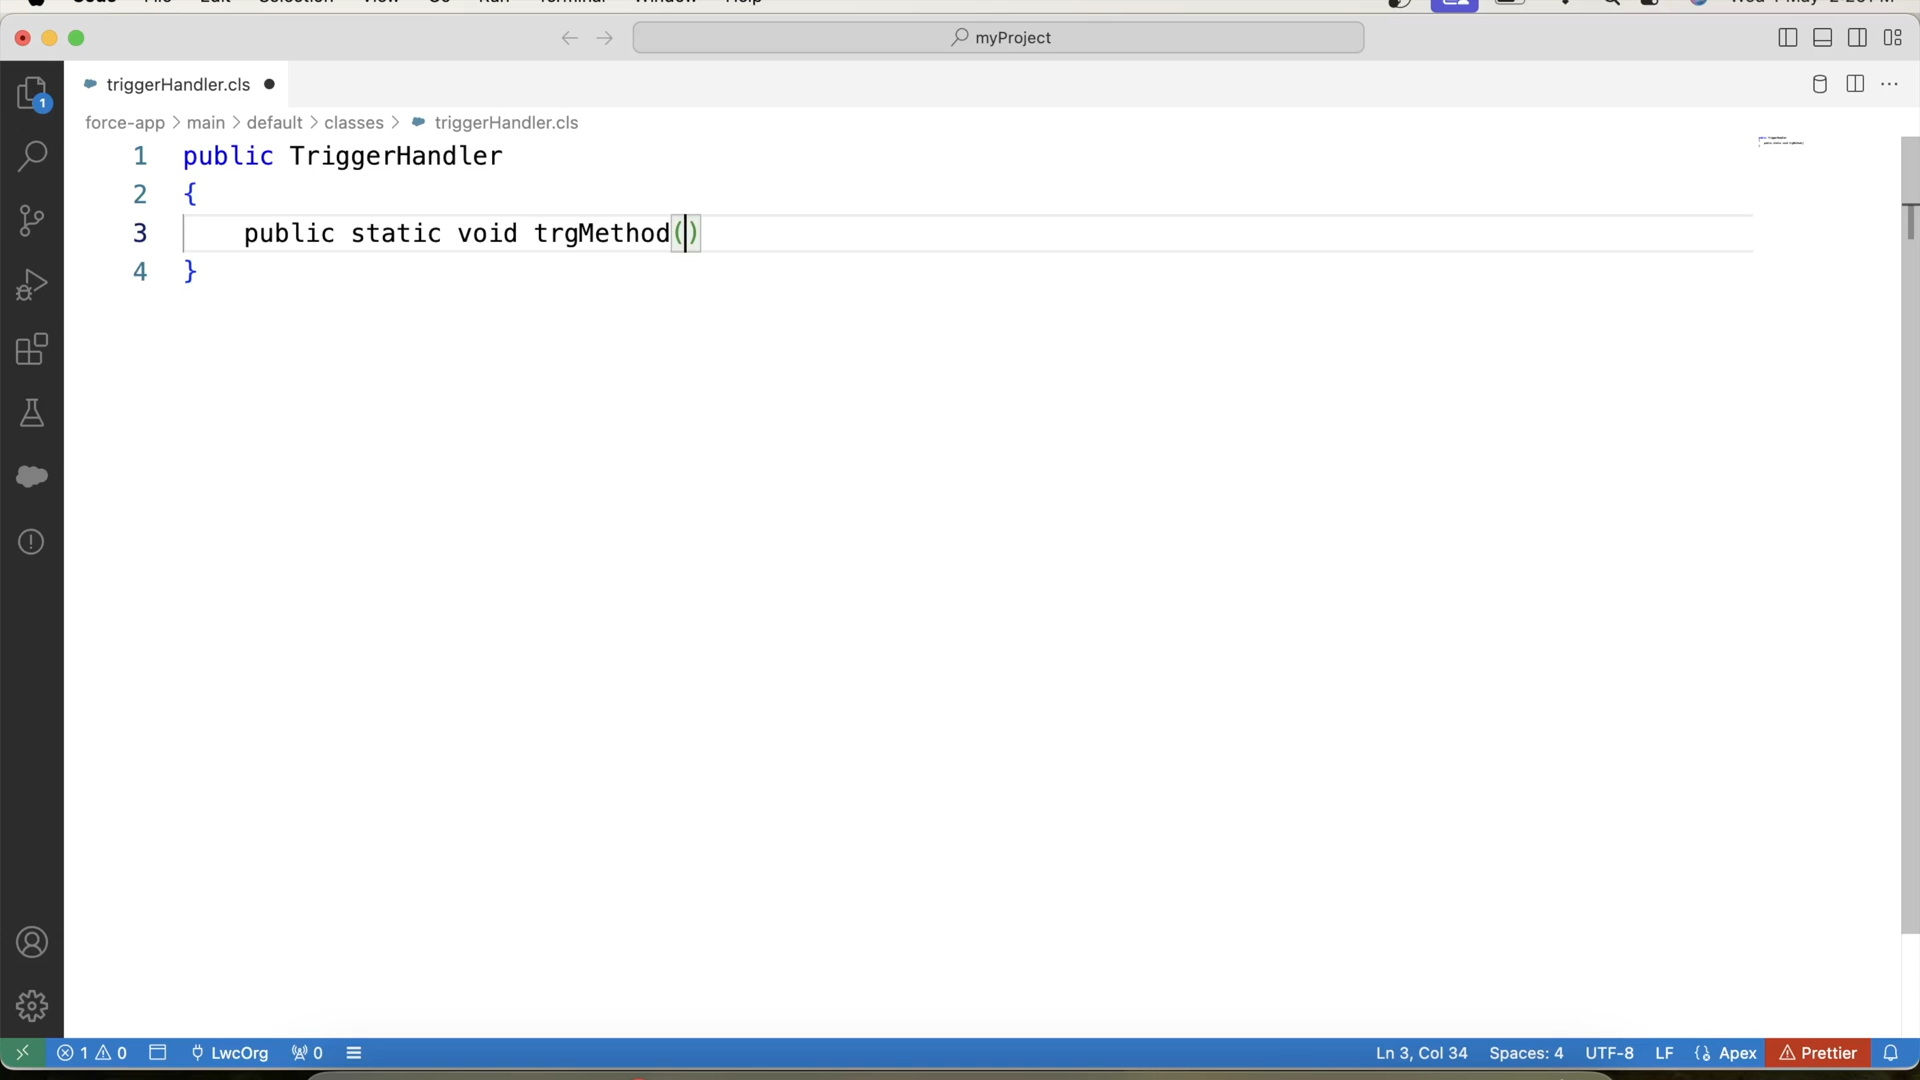 myProject
triggerHandler.cls
1
force-app > main > default > classes > triggerHandler.cls
1 public TriggerHandler
2 {
3 public static void trgMethod()
4 }
1 0 LwcOrg 0 Ln 3, Col 34 Spaces: 4 UTF-8 LF {} Apex Prettier